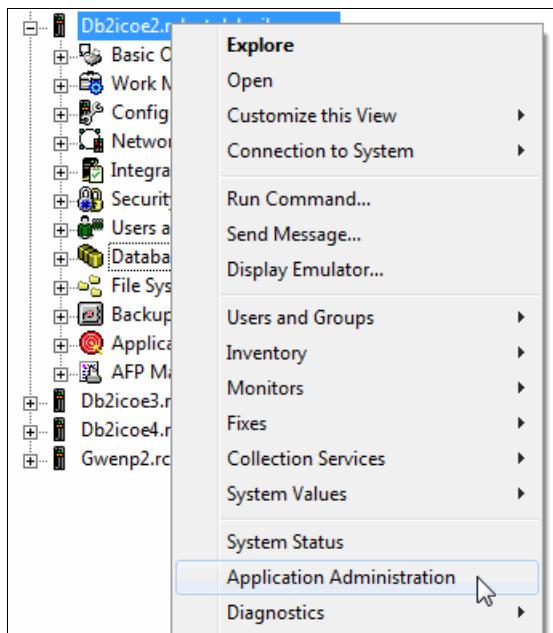 Db2icoe2.r
Explore
Basic O
Open
Work M
Customize this View
Config
Connection to System
Networ
Integra
Run Command...
Security
Send Message...
Users a
Display Emulator...
Databa
File Sys
Users and Groups
Backup
Inventory
Applica
Monitors
AFP Ma
Fixes
Db2icoe3.r
Db2icoe4.r
Collection Services
Gwenp2.rc
System Values
System Status
Application Administration
Diagnostics